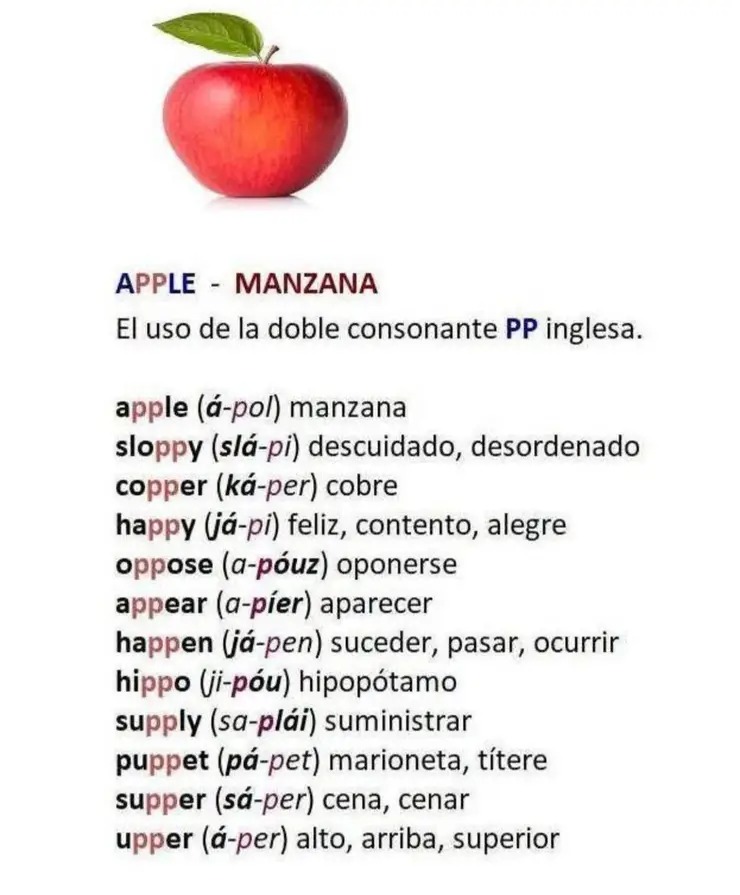 APPLE - MANZANA
El uso de la doble consonante PP inglesa.
apple (á-pol) manzana
sloppy (slá-pi) descuidado, desordenado
copper (ká-per) cobre
happy (já-pi) feliz, contento, alegre
oppose (a-póuz) oponerse
appear (a-píer) aparecer
happen (já-pen) suceder, pasar, ocurrir
hippo (ji-póu) hipopótamo
supply (sa-plái) suministrar
puppet (pá-pet) marioneta, títere
supper (sá-per) cena, cenar
upper (á-per) alto, arriba, superior